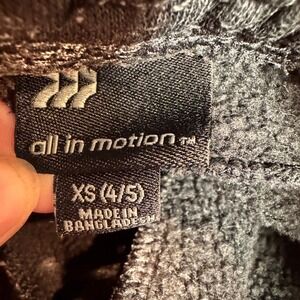 all in motion™
XS (4/5)
MADE IN
BANGLADESH